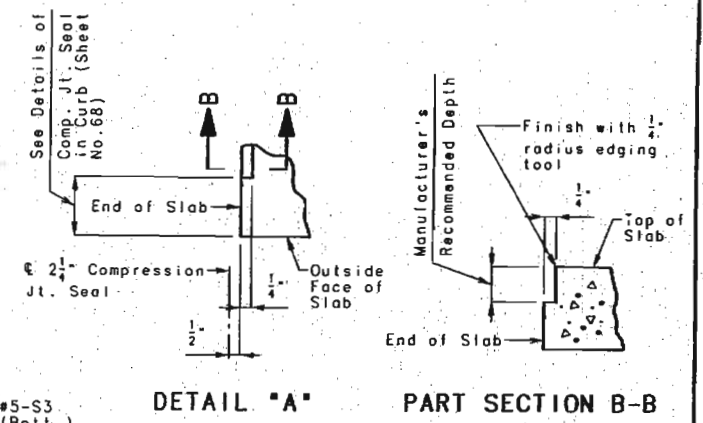 See Details of
Comp. Jt. Seal
in Curb (Sheet
No.68)
B
B
End of Slab
℄ 2¼" Compression
Jt. Seal
¼"
½"
Outside
Face of
Slab
DETAIL "A"
Manufacturer's
Recommended Depth
Finish with ¼"
radius edging
tool
¼"
Top of
Slab
End of Slab
PART SECTION B-B
#5-S3